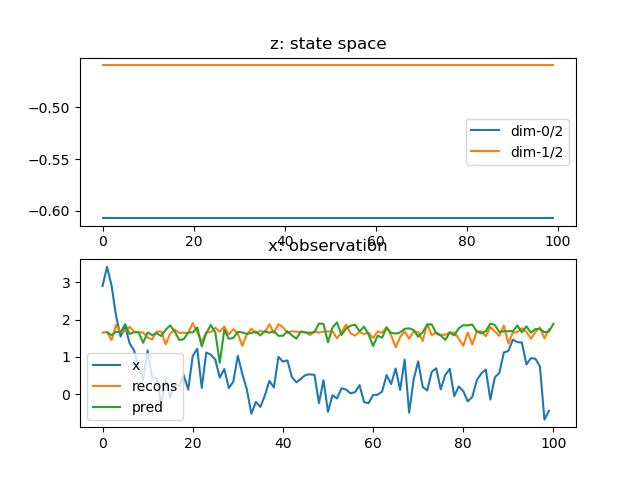 z: state space
−0.50
−0.55
−0.60
dim-0/2
dim-1/2
0 20 40 60 80 100
x: observation
3
2
1
0
x
recons
pred
0 20 40 60 80 100